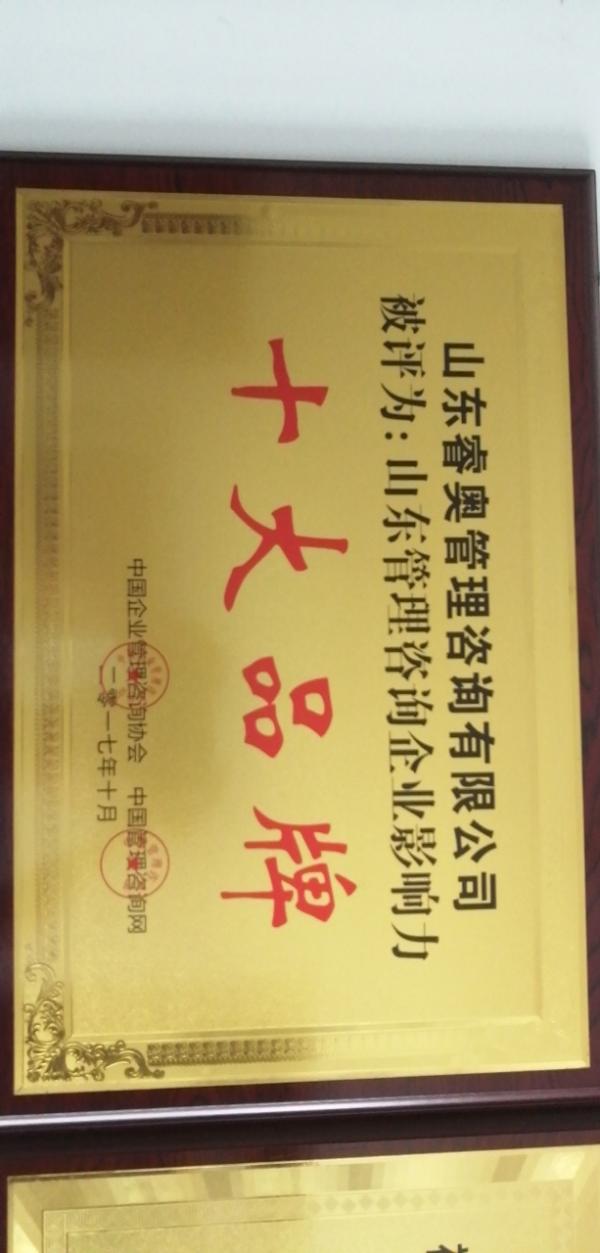 山东睿奥管理咨询有限公司
被评为：山东管理咨询企业影响力
十大品牌
中国企业管理咨询协会 中国管理咨询网
二零一七年十月